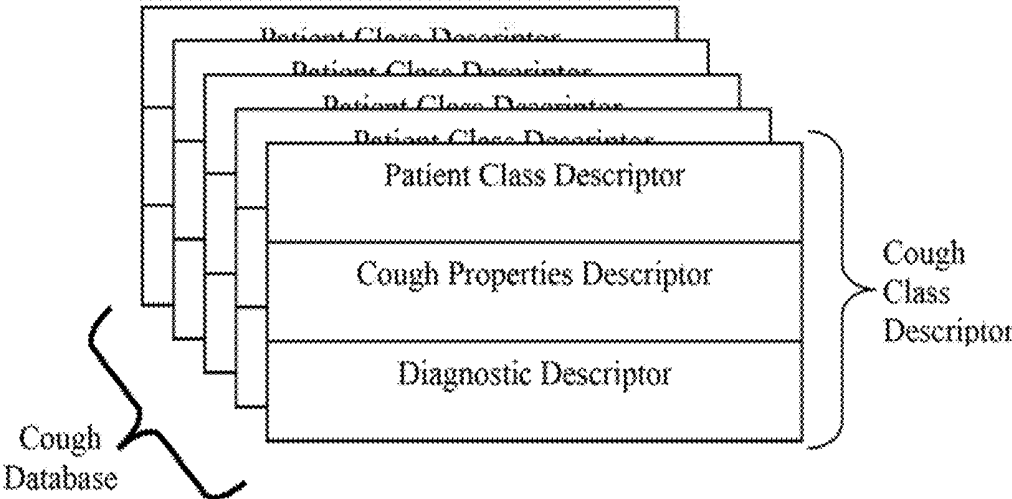 Patient Class Descriptor
Patient Class Descriptor
Patient Class Descriptor
Patient Class Descriptor
Patient Class Descriptor
Cough Properties Descriptor
Diagnostic Descriptor
Cough
Class
Descriptor
Cough
Database